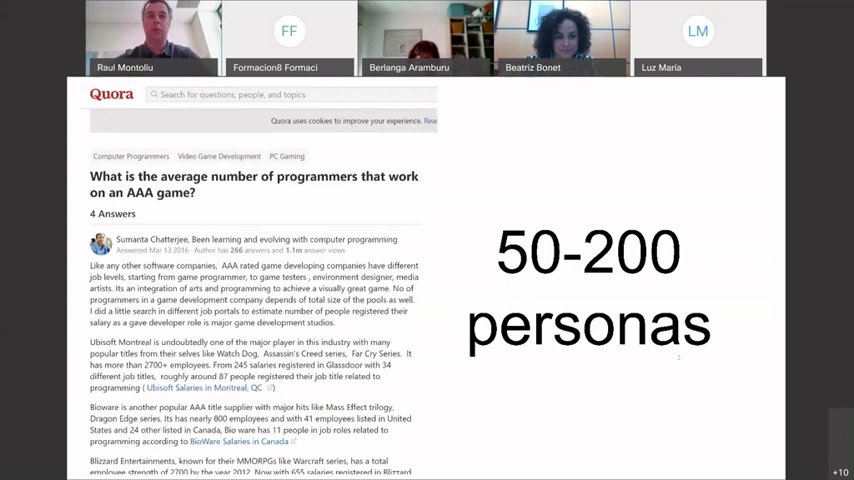 FF
LM
Raul Montoliu
Formacion8 Formaci
Berlanga Aramburu
Beatriz Bonet
Luz María
Quora
Search for questions, people, and topics
Quora uses cookies to improve your experience. Read
Computer Programmers Video Game Development PC Gaming
What is the average number of programmers that work
on an AAA game?
4 Answers
Sumanta Chatterjee, Been learning and evolving with computer programming
Answered Mar 13 2016 · Author has 266 answers and 1.1m answer views
Like any other software companies, AAA rated game developing companies have different
job levels, starting from game programmer, to game testers , environment designer, media
artists. Its an integration of arts and programming to achieve a visually great game. No of
programmers in a game development company depends of total size of the pools as well.
I did a little search in different job portals to estimate number of people registered their
salary as a gave developer role is major game development studios.
Ubisoft Montreal is undoubtedly one of the major player in this industry with many
popular titles from their selves like Watch Dog, Assassin's Creed series, Far Cry Series. It
has more than 2700+ employees. From 245 salaries registered in Glassdoor with 34
different job titles, roughly around 87 people registered their job title related to
programming ( Ubisoft Salaries in Montreal, QC )
Bioware is another popular AAA title supplier with major hits like Mass Effect trilogy,
Dragon Edge series. Its has nearly 800 employees and with 41 employees listed in United
States and 24 other listed in Canada, Bio ware has 11 people in job roles related to
programming according to BioWare Salaries in Canada
Blizzard Entertainments, known for their MMORPGs like Warcraft series, has a total
employee strength of 2700 by the year 2012. Now with 655 salaries registered in Blizzard
50-200
personas
+10